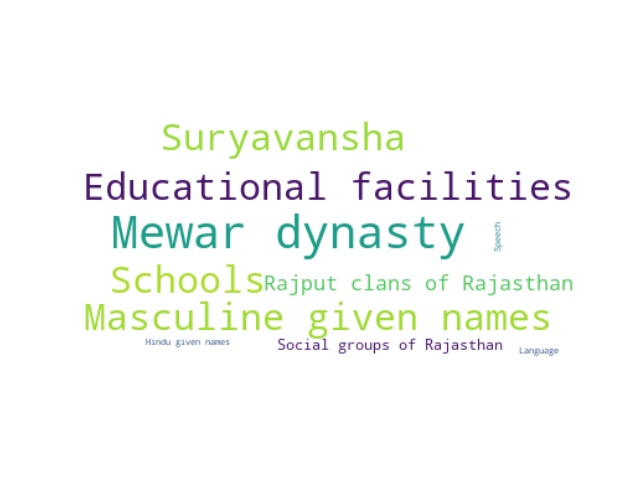 Suryavansha
Educational facilities
Mewar dynasty
Speech
Schools
Rajput clans of Rajasthan
Masculine given names
Hindu given names
Social groups of Rajasthan
Language